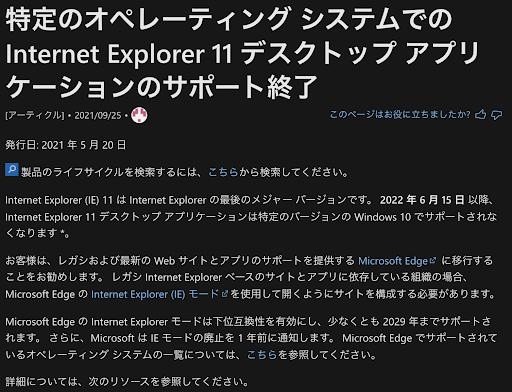 特定のオペレーティング システムでの
Internet Explorer 11 デスクトップ アプリ
ケーションのサポート終了
[アーティクル] • 2021/09/25 •
このページはお役に立ちましたか?
発行日: 2021 年 5 月 20 日
製品のライフサイクルを検索するには、こちらから検索してください。
Internet Explorer (IE) 11 は Internet Explorer の最後のメジャー バージョンです。 2022 年 6 月 15 日 以降、
Internet Explorer 11 デスクトップ アプリケーションは特定のバージョンの Windows 10 でサポートされな
くなります *。
お客様は、レガシおよび最新の Web サイトとアプリのサポートを提供する Microsoft Edge に移行する
ことをお勧めします。 レガシ Internet Explorer ベースのサイトとアプリに依存している組織の場合、
Microsoft Edge の Internet Explorer (IE) モード を使用して開くようにサイトを構成する必要があります。
Microsoft Edge の Internet Explorer モードは下位互換性を有効にし、少なくとも 2029 年までサポートさ
れます。 さらに、Microsoft は IE モードの廃止を 1 年前に通知します。 Microsoft Edge でサポートされて
いるオペレーティング システムの一覧については、こちらを参照してください。
詳細については、次のリソースを参照してください。